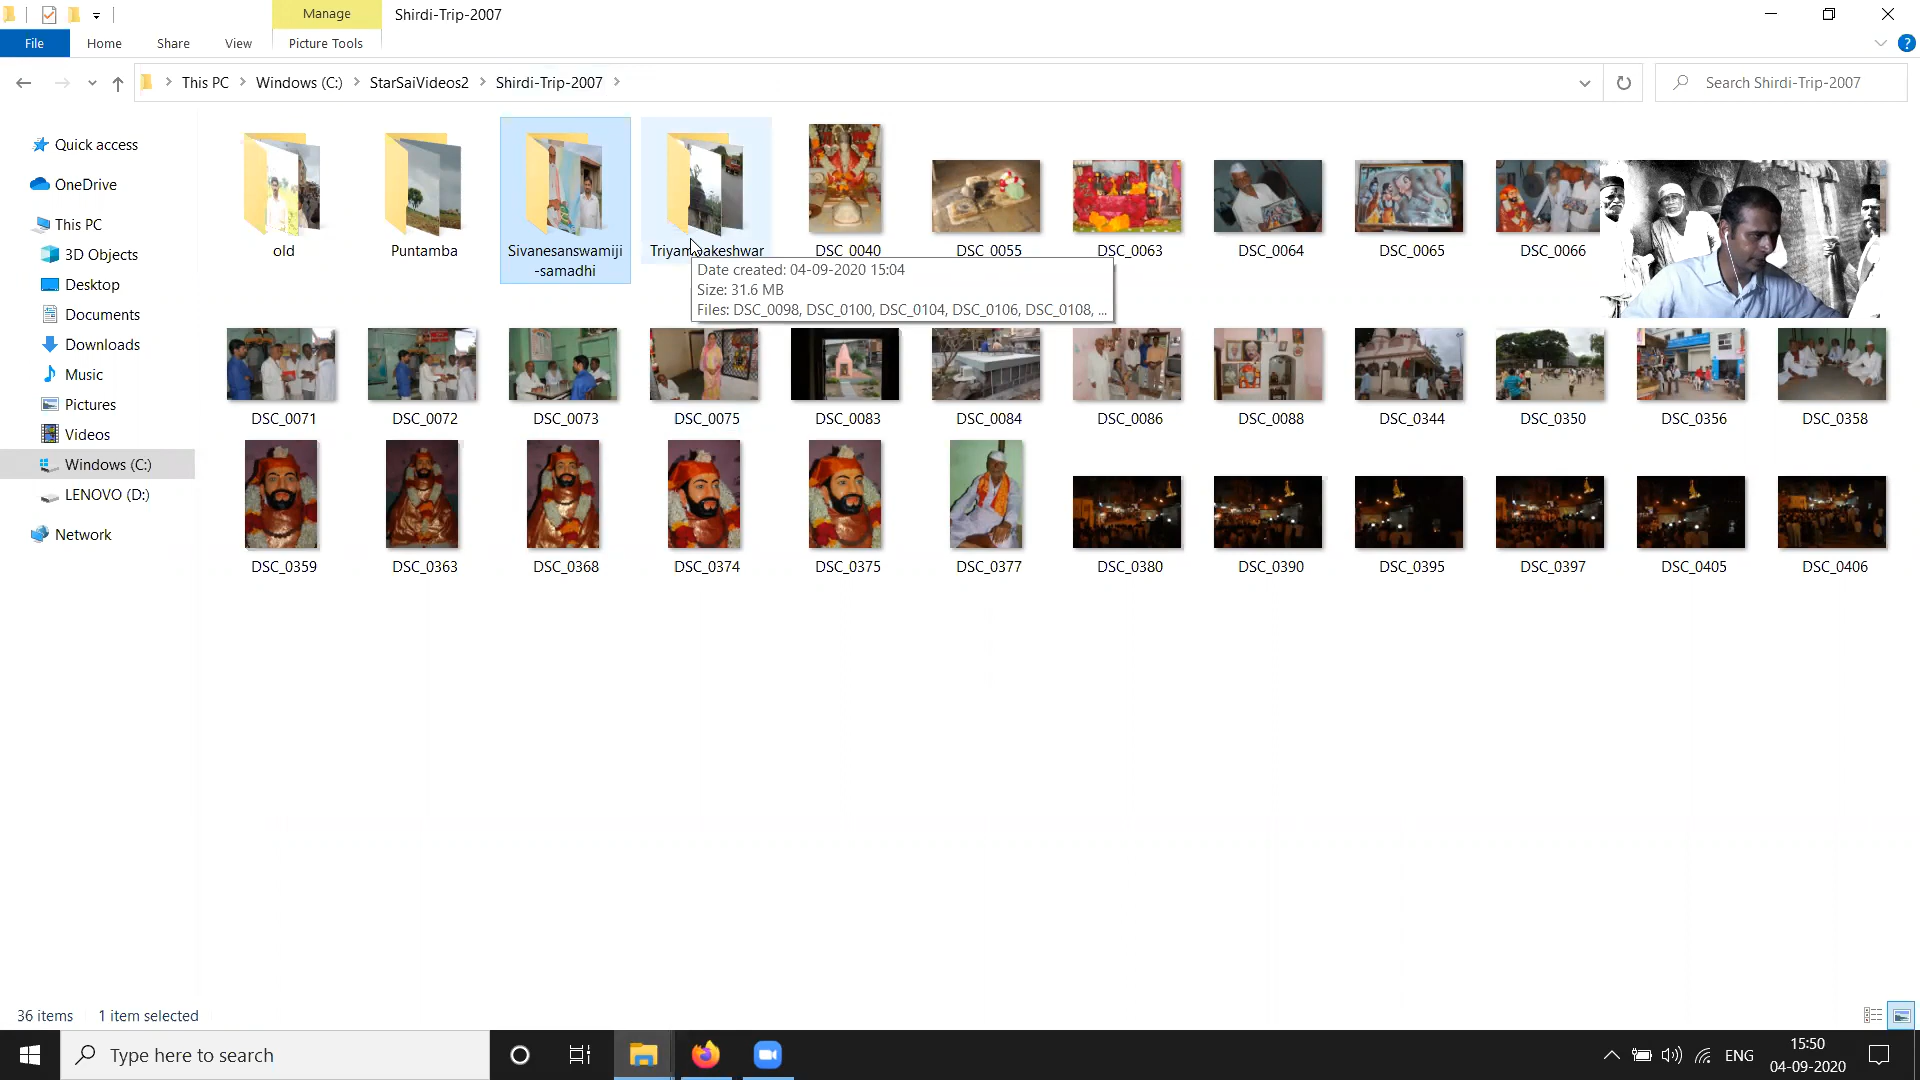 Manage
Shirdi-Trip-2007
File
Home
Share
View
Picture Tools
This PC
Windows (C:)
StarSaiVideos2
Shirdi-Trip-2007
Search Shirdi-Trip-2007
Quick access
OneDrive
This PC
3D Objects
Desktop
Documents
Downloads
Music
Pictures
Videos
Windows (C:)
LENOVO (D:)
Network
old
Puntamba
Sivanesanswamiji
-samadhi
DSC_0040
DSC_0055
DSC_0063
DSC_0064
DSC_0065
DSC_0066
Date created: 04-09-2020 15:04
Size: 31.6 MB
Files: DSC_0098, DSC_0100, DSC_0104, DSC_0106, DSC_0108, ...
DSC_0071
DSC_0072
DSC_0073
DSC_0075
DSC_0083
DSC_0084
DSC_0086
DSC_0088
DSC_0344
DSC_0350
DSC_0356
DSC_0358
DSC_0359
DSC_0363
DSC_0368
DSC_0374
DSC_0375
DSC_0377
DSC_0380
DSC_0390
DSC_0395
DSC_0397
DSC_0405
DSC_0406
36 items
1 item selected
Type here to search
ENG
15:50
04-09-2020